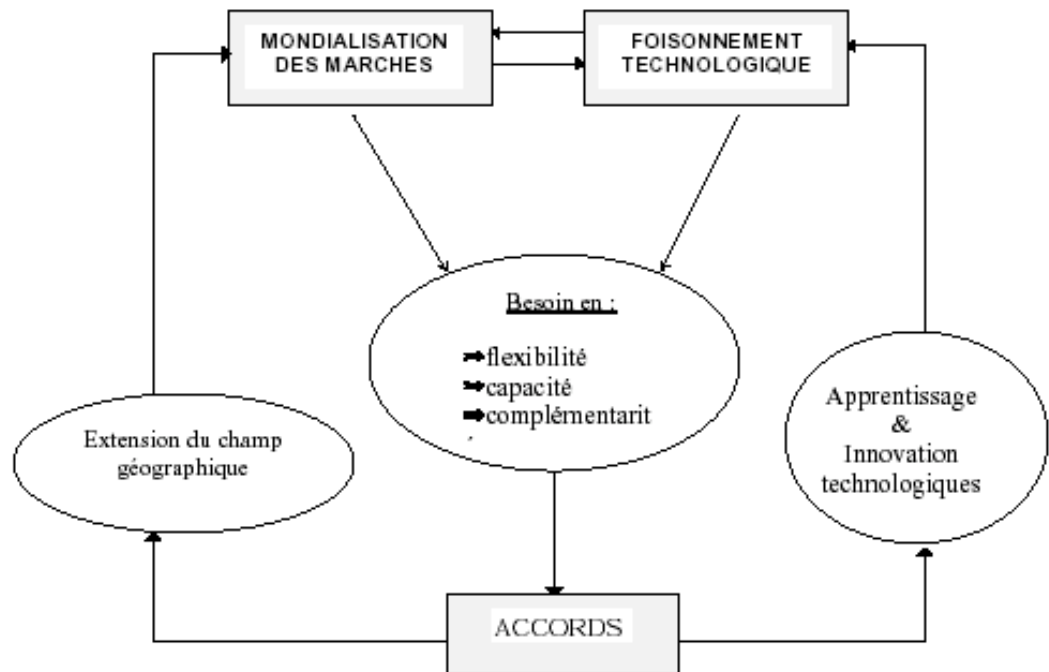 MONDIALISATION
DES MARCHES
FOISONNEMENT
TECHNOLOGIQUE
Besoin en :
➡flexibilité
➡capacité
➡complémentarit
Extension du champ
géographique
Apprentissage
&
Innovation
technologiques
ACCORDS